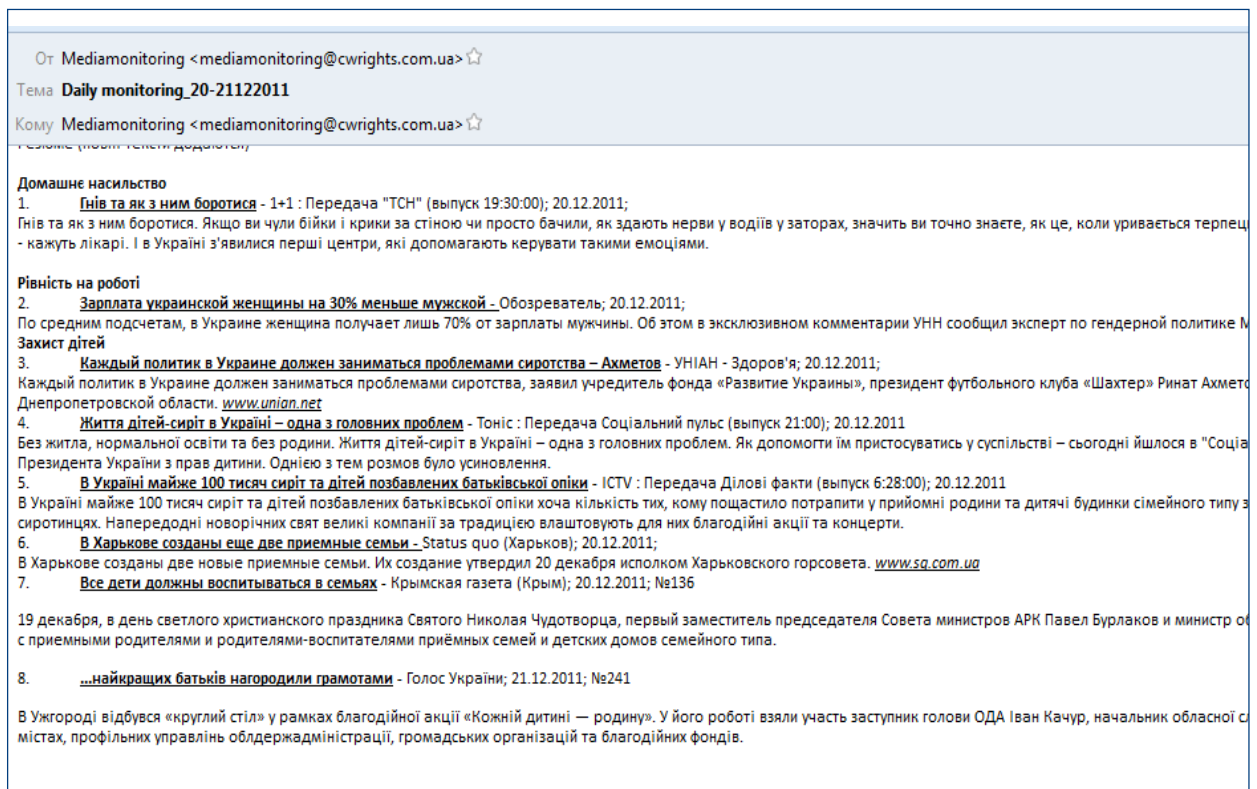 От Mediamonitoring <mediamonitoring@cwrights.com.ua>
Тема Daily monitoring_20-21122011
Кому Mediamonitoring <mediamonitoring@cwrights.com.ua>
Домашнє насильство
1. Гнів та як з ним боротися - 1+1 : Передача "ТСН" (выпуск 19:30:00); 20.12.2011;
Гнів та як з ним боротися. Якщо ви чули бійки і крики за стіною чи просто бачили, як здають нерви у водіїв у заторах, значить ви точно знаєте, як це, коли уривається
- кажуть лікарі. І в Україні з'явилися перші центри, які допомагають керувати такими емоціями.
Рівність на роботі
2. Зарплата украинской женщины на 30% меньше мужской - Обозреватель; 20.12.2011;
По средним подсчетам, в Украине женщина получает лишь 70% от зарплаты мужчины. Об этом в эксклюзивном комментарии УНН сообщил эксперт по гендерной политике
Захист дітей
3. Каждый политик в Украине должен заниматься проблемами сиротства – Ахметов - УНІАН - Здоров'я; 20.12.2011;
Каждый политик в Украине должен заниматься проблемами сиротства, заявил учредитель фонда «Развитие Украины», президент футбольного клуба «Шахтер» Ринат
Днепропетровской области. www.unian.net
4. Життя дітей-сиріт в Україні – одна з головних проблем - Тоніс : Передача Соціальний пульс (выпуск 21:00); 20.12.2011
Без житла, нормальної освіти та без родини. Життя дітей-сиріт в Україні – одна з головних проблем. Як допомогти їм пристосуватись у суспільстві – сьогодні йшлося в
Президента України з прав дитини. Однією з тем розмов було усиновлення.
5. В Україні майже 100 тисяч сиріт та дітей позбавлених батьківської опіки - ICTV : Передача Ділові факти (выпуск 6:28:00); 20.12.2011
В Україні майже 100 тисяч сиріт та дітей позбавлених батьківської опіки хоча кількість тих, кому пощастило потрапити у прийомні родини та дитячі будинки сімейного типу
сиротинцях. Напередодні новорічних свят великі компанії за традицією влаштовують для них благодійні акції та концерти.
6. В Харькове созданы еще две приемные семьи - Status quo (Харьков); 20.12.2011;
В Харькове созданы две новые приемные семьи. Их создание утвердил 20 декабря исполком Харьковского горсовета. www.sq.com.ua
7. Все дети должны воспитываться в семьях - Крымская газета (Крым); 20.12.2011; №136
19 декабря, в день светлого христианского праздника Святого Николая Чудотворца, первый заместитель председателя Совета министров АРК Павел Бурлаков и министр
с приемными родителями и родителями-воспитателями приёмных семей и детских домов семейного типа.
8. ...найкращих батьків нагородили грамотами - Голос України; 21.12.2011; №241
В Ужгороді відбувся «круглий стіл» у рамках благодійної акції «Кожній дитині — родину». У його роботі взяли участь заступник голови ОДА Іван Качур, начальник обласної
містах, профільних управлінь облдержадміністрації, громадських організацій та благодійних фондів.